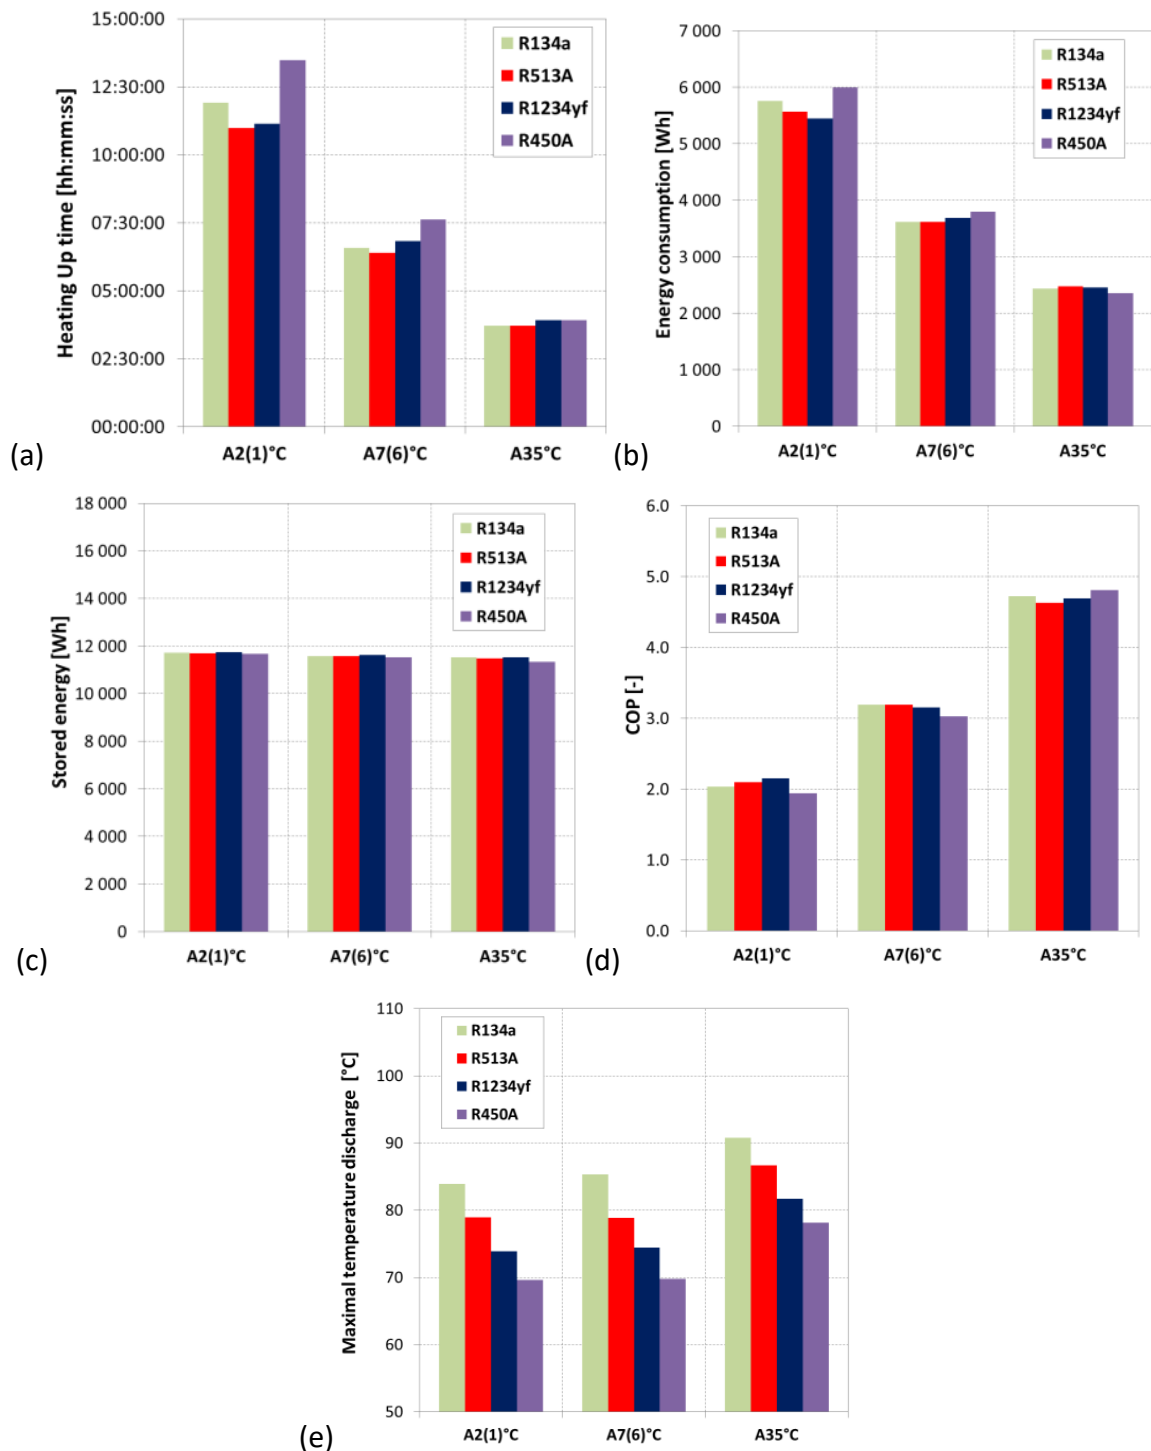 15:00:00
12:30:00
10:00:00
07:30:00
05:00:00
02:30:00
00:00:00
Heating Up time [hh:mm:ss]
R134a
R513A
R1234yf
R450A
A2(1)°C
A7(6)°C
A35°C
(a)
7 000
6 000
5 000
4 000
3 000
2 000
1 000
0
Energy consumption [Wh]
R134a
R513A
R1234yf
R450A
A2(1)°C
A7(6)°C
A35°C
(b)
18 000
16 000
14 000
12 000
10 000
8 000
6 000
4 000
2 000
0
Stored energy [Wh]
R134a
R513A
R1234yf
R450A
A2(1)°C
A7(6)°C
A35°C
(c)
6.0
5.0
4.0
3.0
2.0
1.0
0.0
COP [-]
R134a
R513A
R1234yf
R450A
A2(1)°C
A7(6)°C
A35°C
(d)
110
100
90
80
70
60
50
Maximal temperature discharge [°C]
R134a
R513A
R1234yf
R450A
A2(1)°C
A7(6)°C
A35°C
(e)